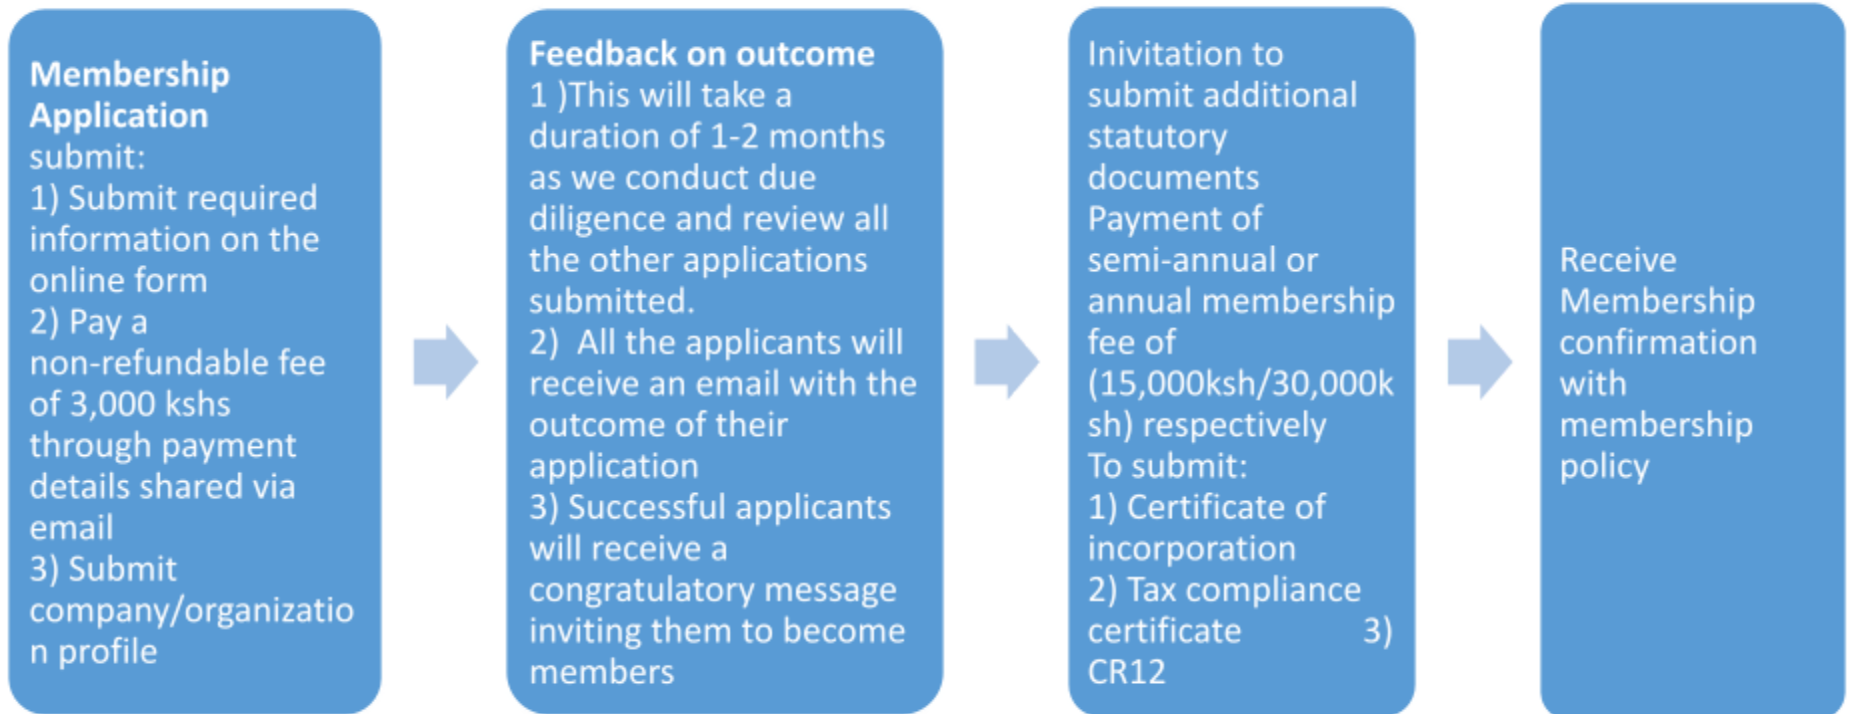 Membership
Application
submit:
1) Submit required
information on the
online form
2) Pay a
non-refundable fee
of 3,000 kshs
through payment
details shared via
email
3) Submit
company/organizatio
n profile
Feedback on outcome
1 )This will take a
duration of 1-2 months
as we conduct due
diligence and review all
the other applications
submitted.
2)  All the applicants will
receive an email with the
outcome of their
application
3) Successful applicants
will receive a
congratulatory message
inviting them to become
members
Inivitation to
submit additional
statutory
documents
Payment of
semi-annual or
annual membership
fee of
(15,000ksh/30,000k
sh) respectively
To submit:
1) Certificate of
incorporation
2) Tax compliance
certificate 3)
CR12
Receive
Membership
confirmation
with
membership
policy